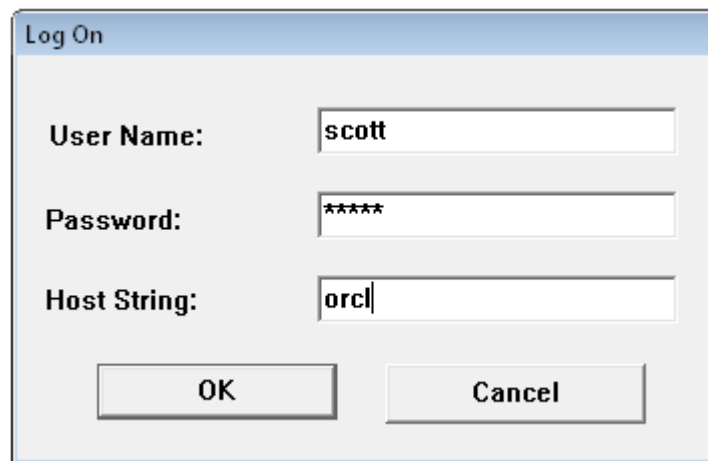 Log On
User Name: scott
Password: *****
Host String: orcl
OK Cancel